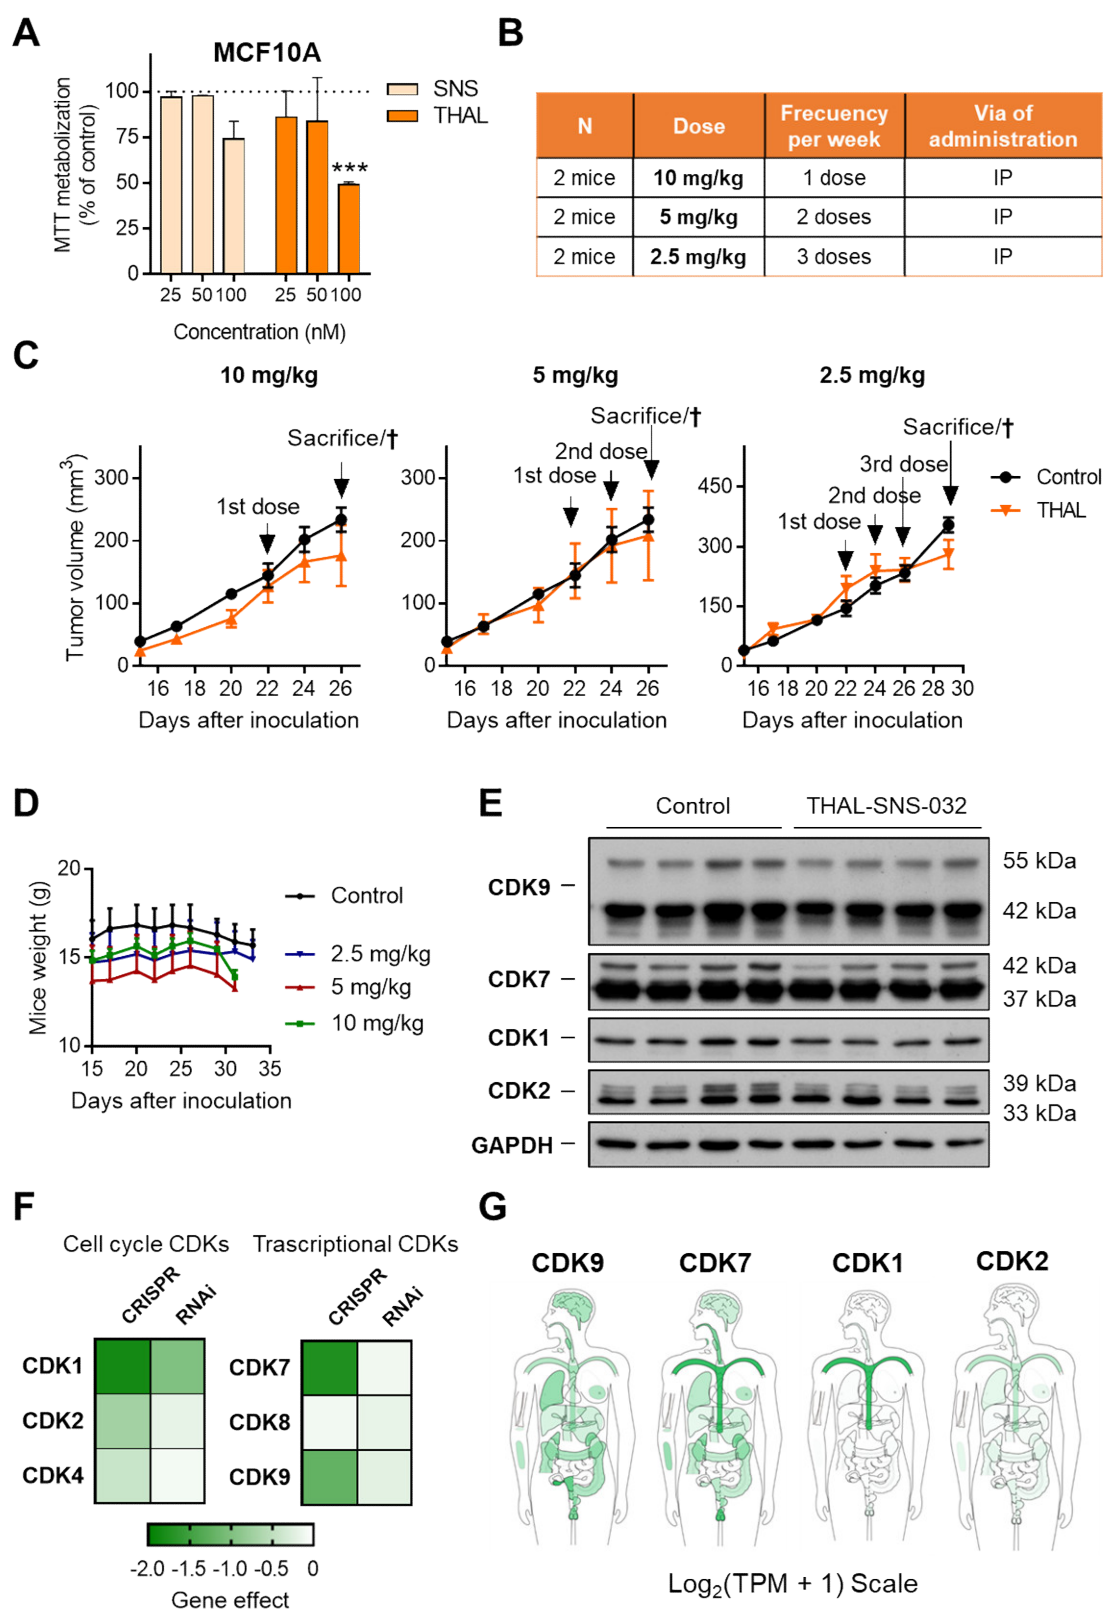 A
MCF10A
MTT metabolization
(% of control)
100
75
50
25
0
***
25 50 100 25 50 100
Concentration (nM)
SNS
THAL
B
N Dose Frecuency per week Via of administration
2 mice 10 mg/kg 1 dose IP
2 mice 5 mg/kg 2 doses IP
2 mice 2.5 mg/kg 3 doses IP
C
10 mg/kg
Tumor volume (mm³)
300
200
100
0
1st dose
Sacrifice/†
16 18 20 22 24 26
Days after inoculation
5 mg/kg
300
200
100
0
1st dose
2nd dose
Sacrifice/†
16 18 20 22 24 26
Days after inoculation
2.5 mg/kg
450
300
150
0
1st dose
2nd dose
3rd dose
Sacrifice/†
16 18 20 22 24 26 28 30
Days after inoculation
Control
THAL
D
Mice weight (g)
20
15
10
15 20 25 30 35
Days after inoculation
Control
2.5 mg/kg
5 mg/kg
10 mg/kg
E
Control THAL-SNS-032
CDK9
55 kDa
42 kDa
CDK7
42 kDa
37 kDa
CDK1
CDK2
39 kDa
33 kDa
GAPDH
F
Cell cycle CDKs
CRISPR
RNAi
CDK1
CDK2
CDK4
Trascriptional CDKs
CRISPR
RNAi
CDK7
CDK8
CDK9
-2.0 -1.5 -1.0 -0.5 0
Gene effect
G
CDK9 CDK7 CDK1 CDK2
Log₂(TPM + 1) Scale